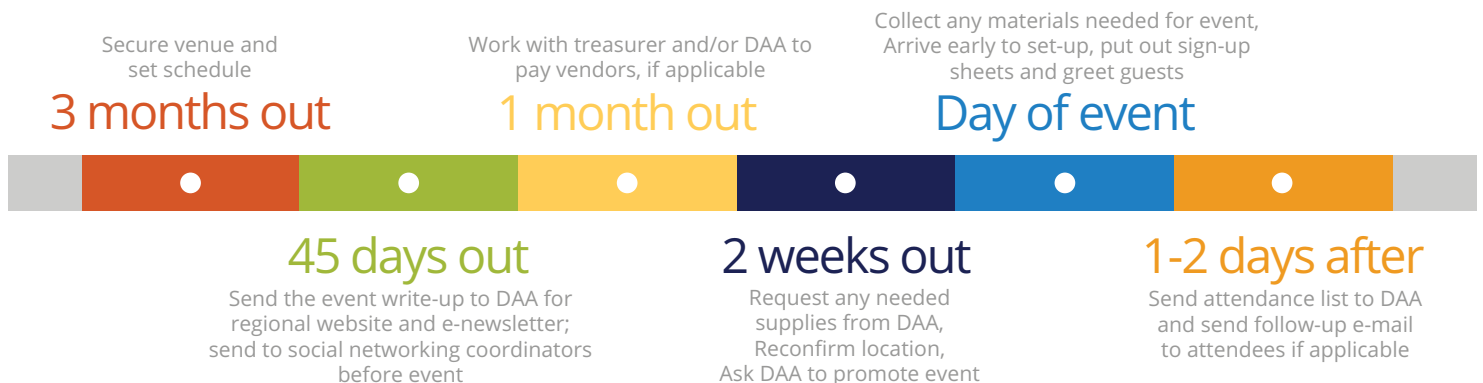 Secure venue and
set schedule
3 months out
Work with treasurer and/or DAA to
pay vendors, if applicable
1 month out
Collect any materials needed for event,
Arrive early to set-up, put out sign-up
sheets and greet guests
Day of event
45 days out
Send the event write-up to DAA for
regional website and e-newsletter;
send to social networking coordinators
before event
2 weeks out
Request any needed
supplies from DAA,
Reconfirm location,
Ask DAA to promote event
1-2 days after
Send attendance list to DAA
and send follow-up e-mail
to attendees if applicable